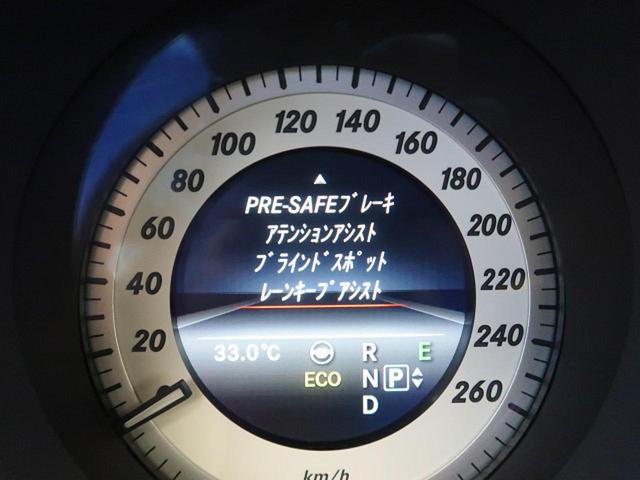 120 140
100 160
80 180
60 200
40 220
20 240
260
▲
PRE-SAFEブレーキ
アテンションアシスト
ブラインドスポット
レーンキープアシスト
33.0℃ R E
ECO N P
D
km/h